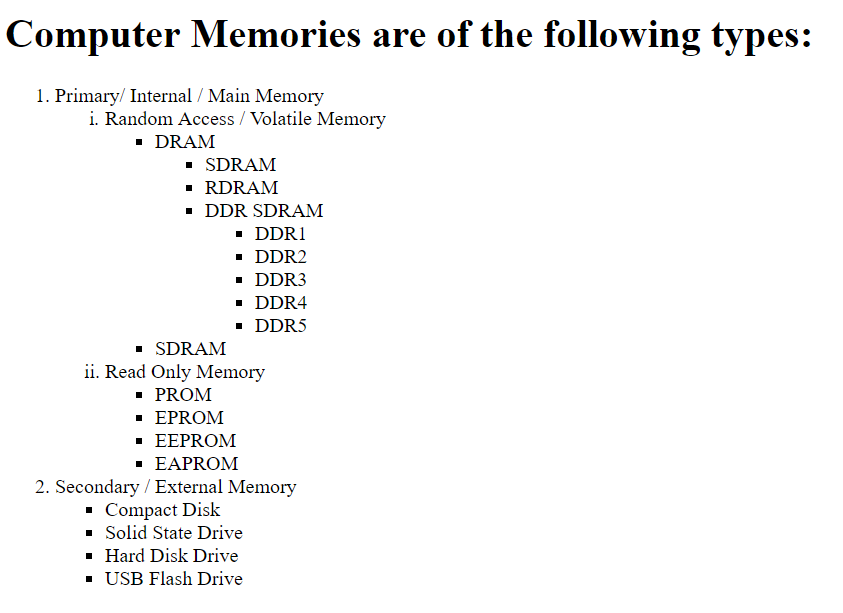 Computer Memories are of the following types:
1. Primary/ Internal / Main Memory
i. Random Access / Volatile Memory
▪ DRAM
▪ SDRAM
▪ RDRAM
▪ DDR SDRAM
▪ DDR1
▪ DDR2
▪ DDR3
▪ DDR4
▪ DDR5
▪ SDRAM
ii. Read Only Memory
▪ PROM
▪ EPROM
▪ EEPROM
▪ EAPROM
2. Secondary / External Memory
▪ Compact Disk
▪ Solid State Drive
▪ Hard Disk Drive
▪ USB Flash Drive